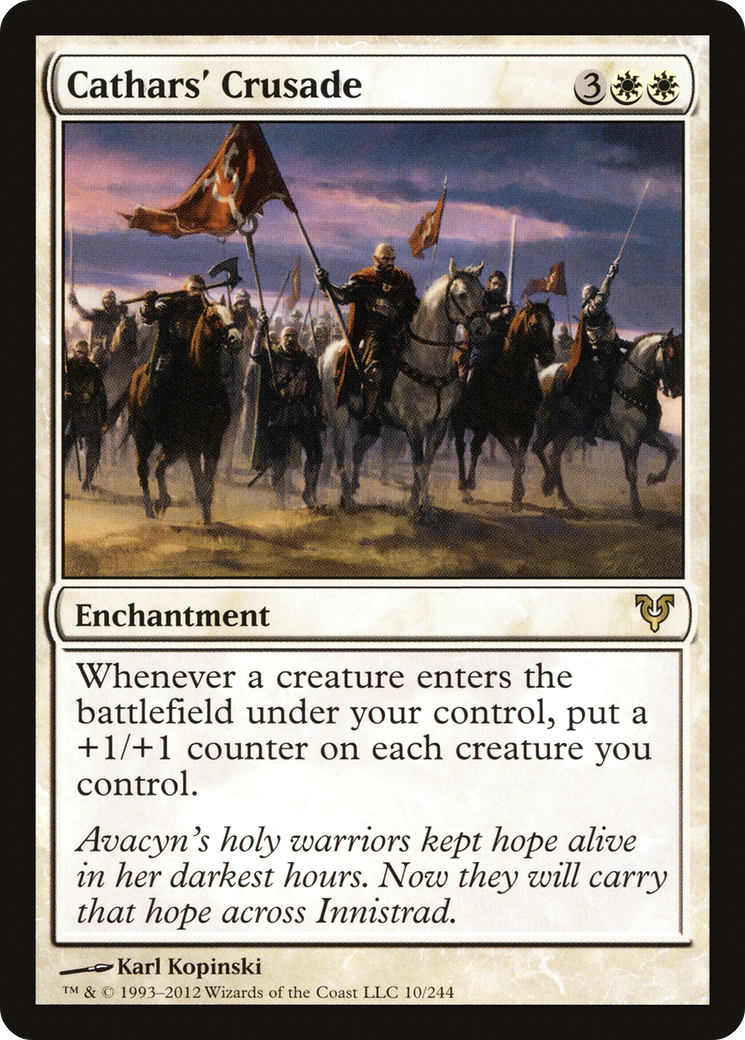 Cathars' Crusade 3
Enchantment
Whenever a creature enters the
battlefield under your control, put a
+1/+1 counter on each creature you
control.
Avacyn's holy warriors kept hope alive
in her darkest hours. Now they will carry
that hope across Innistrad.
Karl Kopinski
™ & © 1993–2012 Wizards of the Coast LLC 10/244